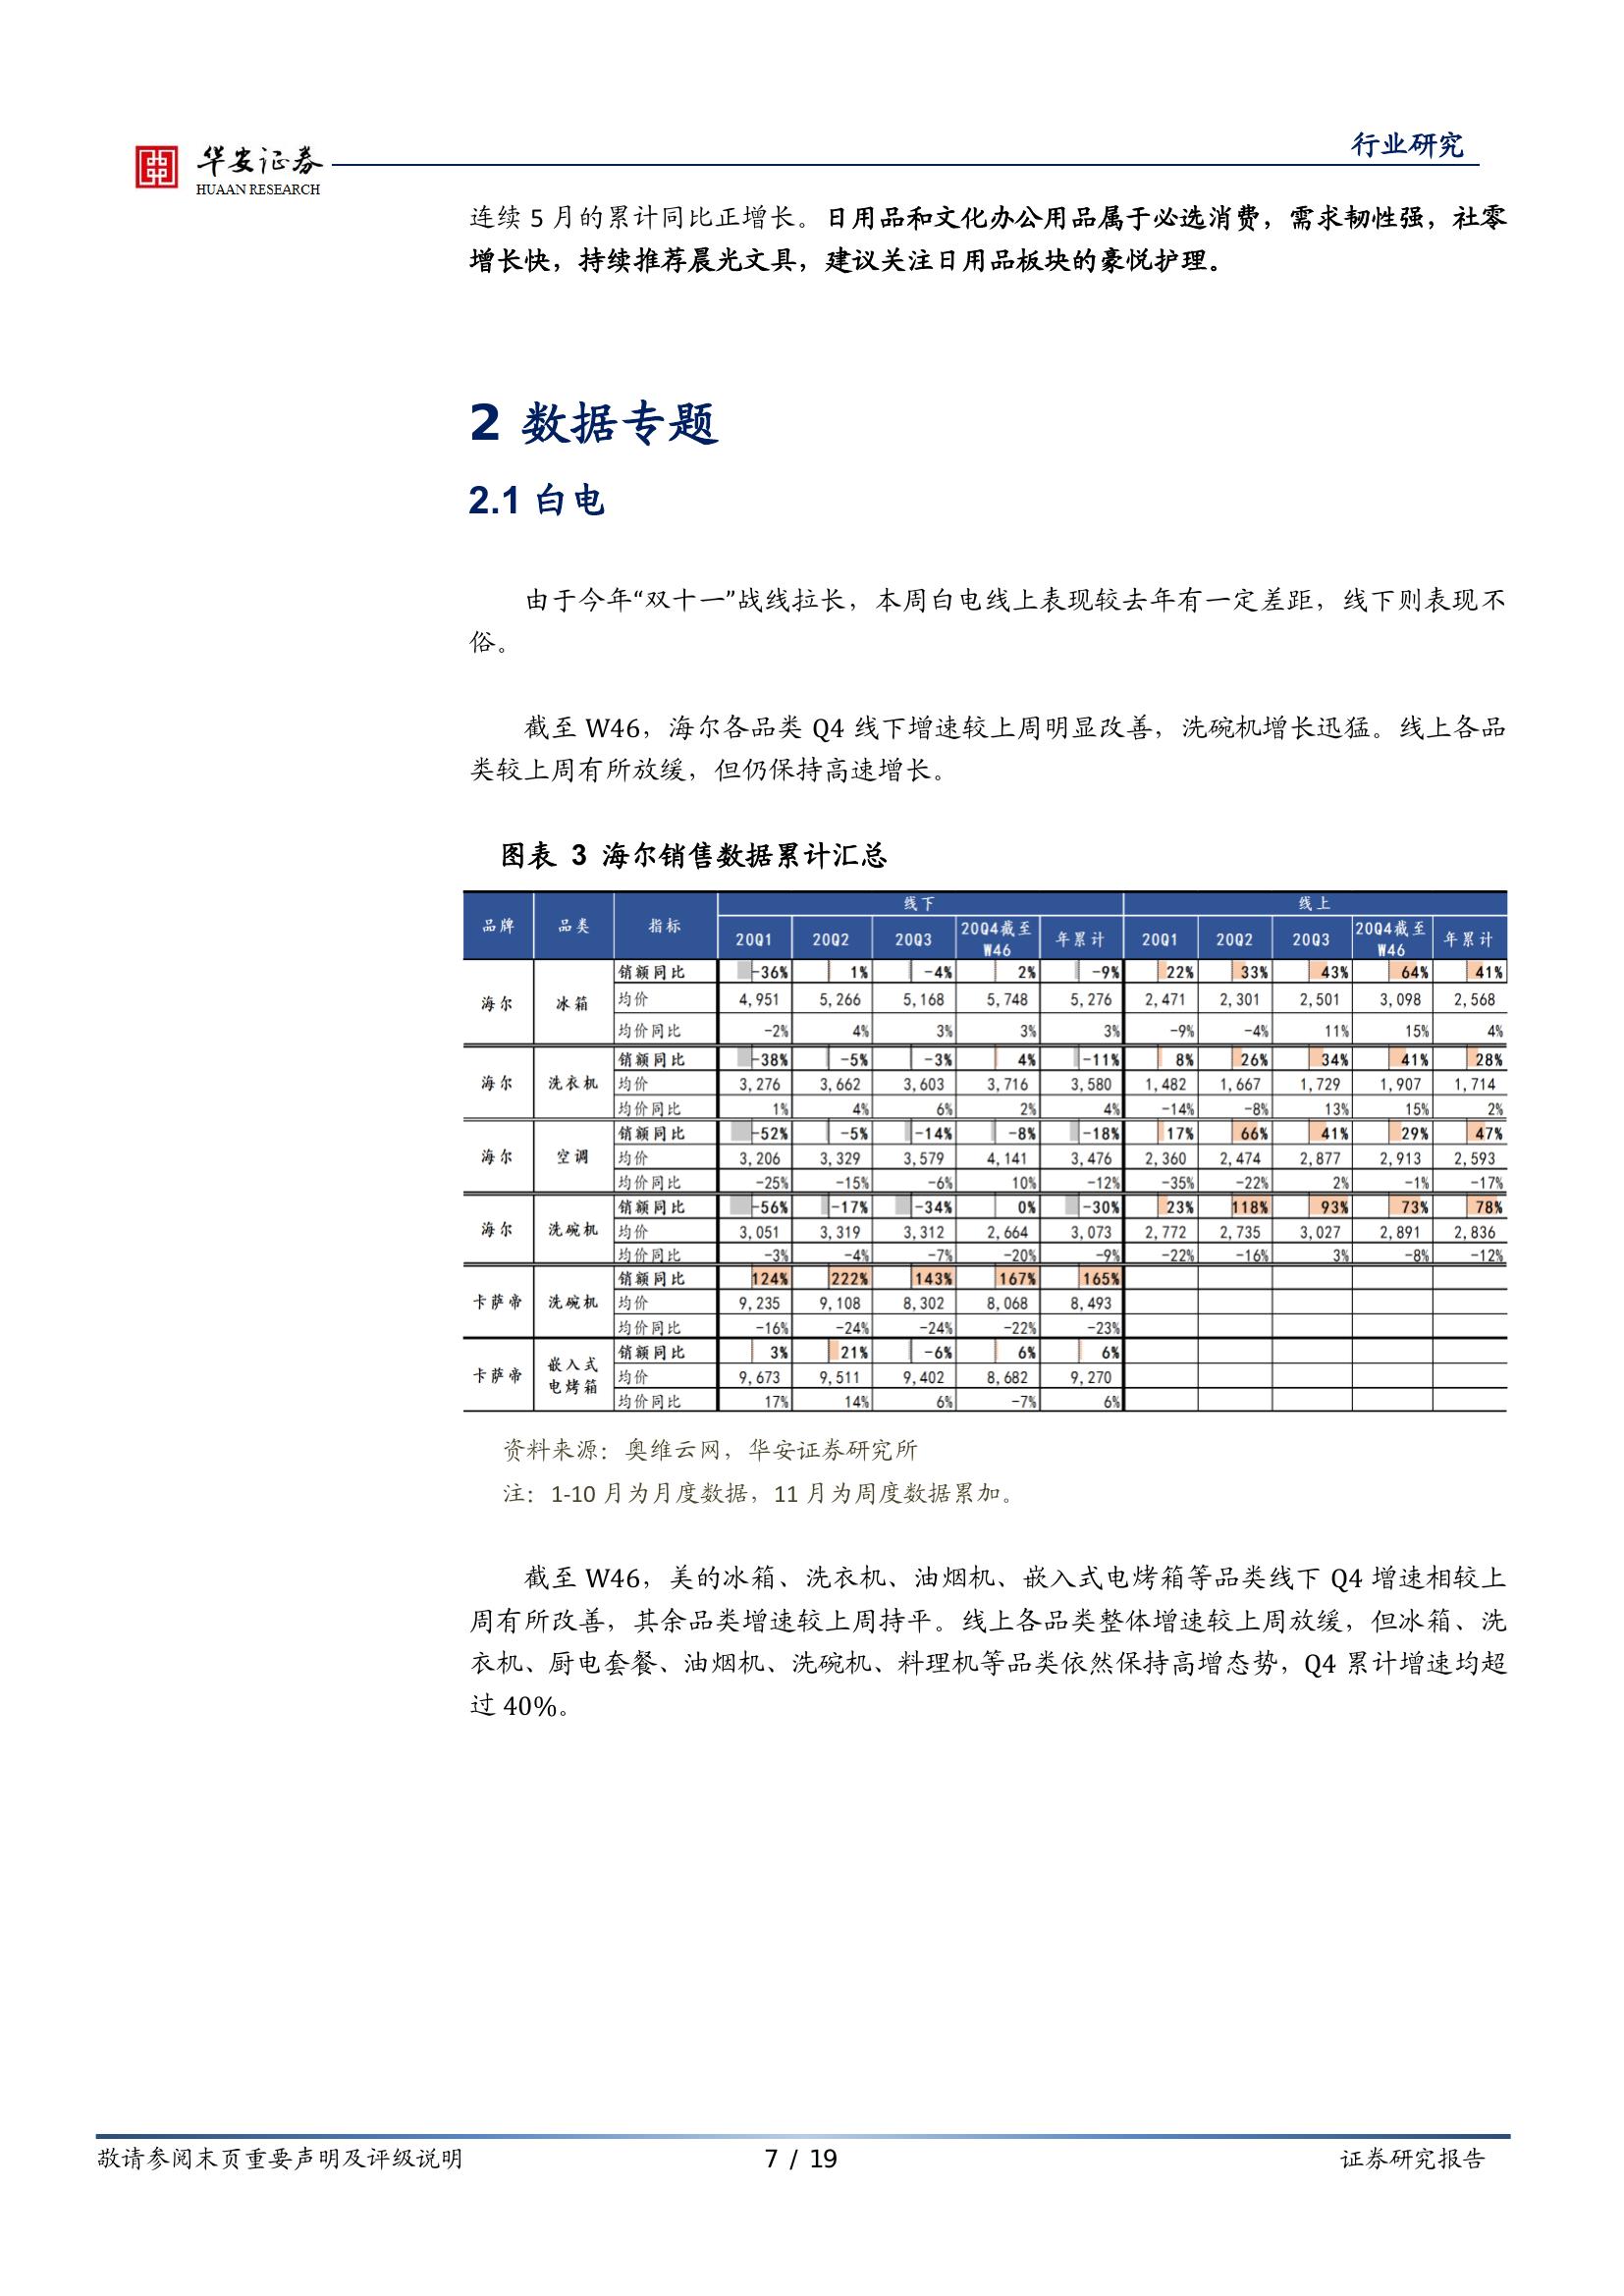 华安证券
HUAAN RESEARCH
行业研究
连续 5 月的累计同比正增长。日用品和文化办公用品属于必选消费，需求韧性强，社零
增长快，持续推荐晨光文具，建议关注日用品板块的豪悦护理。
2 数据专题
2.1 白电
由于今年“双十一”战线拉长，本周白电线上表现较去年有一定差距，线下则表现不
俗。
截至 W46，海尔各品类 Q4 线下增速较上周明显改善，洗碗机增长迅猛。线上各品
类较上周有所放缓，但仍保持高速增长。
图表 3 海尔销售数据累计汇总
品牌 品类 指标 线下 线上
20Q1 20Q2 20Q3 20Q4截至W46 年累计 20Q1 20Q2 20Q3 20Q4截至W46 年累计
海尔 冰箱 销额同比 -36% 1% -4% 2% -9% 22% 33% 43% 64% 41%
均价 4,951 5,266 5,168 5,748 5,276 2,471 2,301 2,501 3,098 2,568
均价同比 -2% 4% 3% 3% 3% -9% -4% 11% 15% 4%
海尔 洗衣机 销额同比 -38% -5% -3% 4% -11% 8% 26% 34% 41% 28%
均价 3,276 3,662 3,603 3,716 3,580 1,482 1,667 1,729 1,907 1,714
均价同比 1% 4% 6% 2% 4% -14% -8% 13% 15% 2%
海尔 空调 销额同比 -52% -5% -14% -8% -18% 17% 66% 41% 29% 47%
均价 3,206 3,329 3,579 4,141 3,476 2,360 2,474 2,877 2,913 2,593
均价同比 -25% -15% -6% 10% -12% -35% -22% 2% -1% -17%
海尔 洗碗机 销额同比 -56% -17% -34% 0% -30% 23% 118% 93% 73% 78%
均价 3,051 3,319 3,312 2,664 3,073 2,772 2,735 3,027 2,891 2,836
均价同比 -3% -4% -7% -20% -9% -22% -16% 3% -8% -12%
卡萨帝 洗碗机 销额同比 124% 222% 143% 167% 165%
均价 9,235 9,108 8,302 8,068 8,493
均价同比 -16% -24% -24% -22% -23%
卡萨帝 嵌入式电烤箱 销额同比 3% 21% -6% 6% 6%
均价 9,673 9,511 9,402 8,682 9,270
均价同比 17% 14% 6% -7% 6%
资料来源：奥维云网，华安证券研究所
注：1-10 月为月度数据，11 月为周度数据累加。
截至 W46，美的冰箱、洗衣机、油烟机、嵌入式电烤箱等品类线下 Q4 增速相较上
周有所改善，其余品类增速较上周持平。线上各品类整体增速较上周放缓，但冰箱、洗
衣机、厨电套餐、油烟机、洗碗机、料理机等品类依然保持高增态势，Q4 累计增速均超
过 40%。
敬请参阅末页重要声明及评级说明
7 / 19
证券研究报告